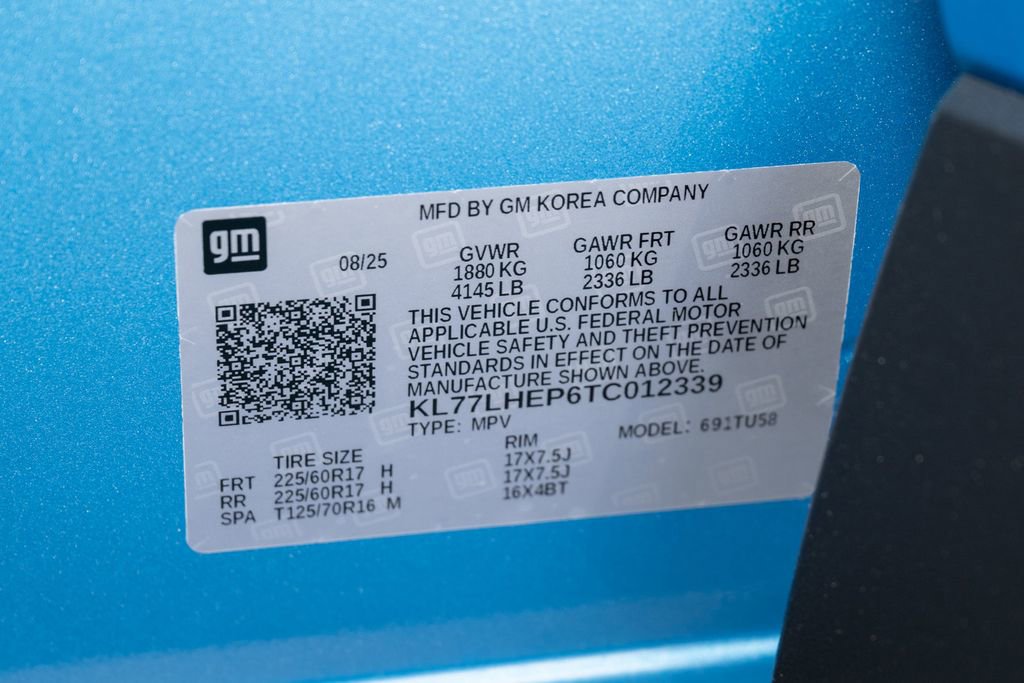 gm
MFD BY GM KOREA COMPANY
08/25
GVWR
1880 KG
4145 LB
GAWR FRT
1060 KG
2336 LB
GAWR RR
1060 KG
2336 LB
THIS VEHICLE CONFORMS TO ALL
APPLICABLE U.S. FEDERAL MOTOR
VEHICLE SAFETY AND THEFT PREVENTION
STANDARDS IN EFFECT ON THE DATE OF
MANUFACTURE SHOWN ABOVE.
KL77LHEP6TC012339
TYPE: MPV
MODEL: 691TU58
TIRE SIZE
RIM
FRT 225/60R17 H 17X7.5J
RR 225/60R17 H 17X7.5J
SPA T125/70R16 M 16X4BT